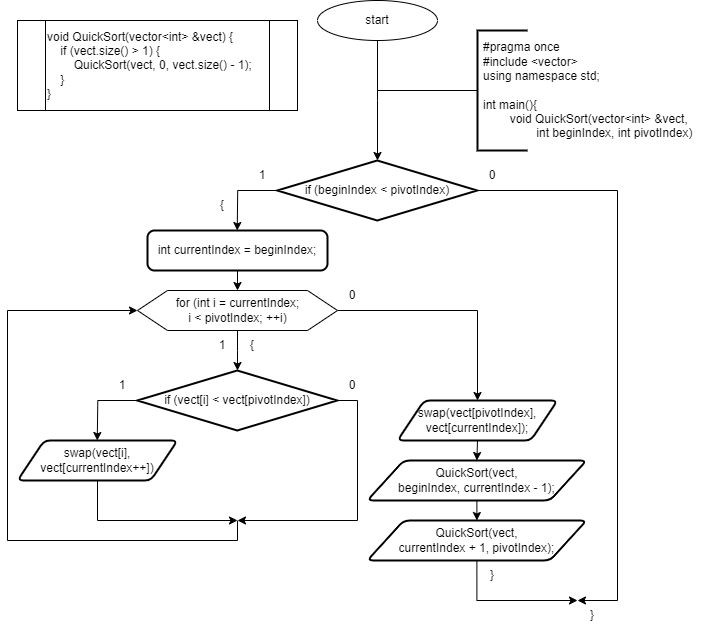 start
void QuickSort(vector<int> &vect) {
if (vect.size() > 1) {
QuickSort(vect, 0, vect.size() - 1);
}
}
#pragma once
#include <vector>
using namespace std;
int main(){
void QuickSort(vector<int> &vect,
int beginIndex, int pivotIndex)
1
if (beginIndex < pivotIndex)
0
{
int currentIndex = beginIndex;
for (int i = currentIndex;
i < pivotIndex; ++i)
0
1 {
1
if (vect[i] < vect[pivotIndex])
0
swap(vect[i],
vect[currentIndex++])
swap(vect[pivotIndex],
vect[currentIndex]);
QuickSort(vect,
beginIndex, currentIndex - 1);
QuickSort(vect,
currentIndex + 1, pivotIndex);
}
}